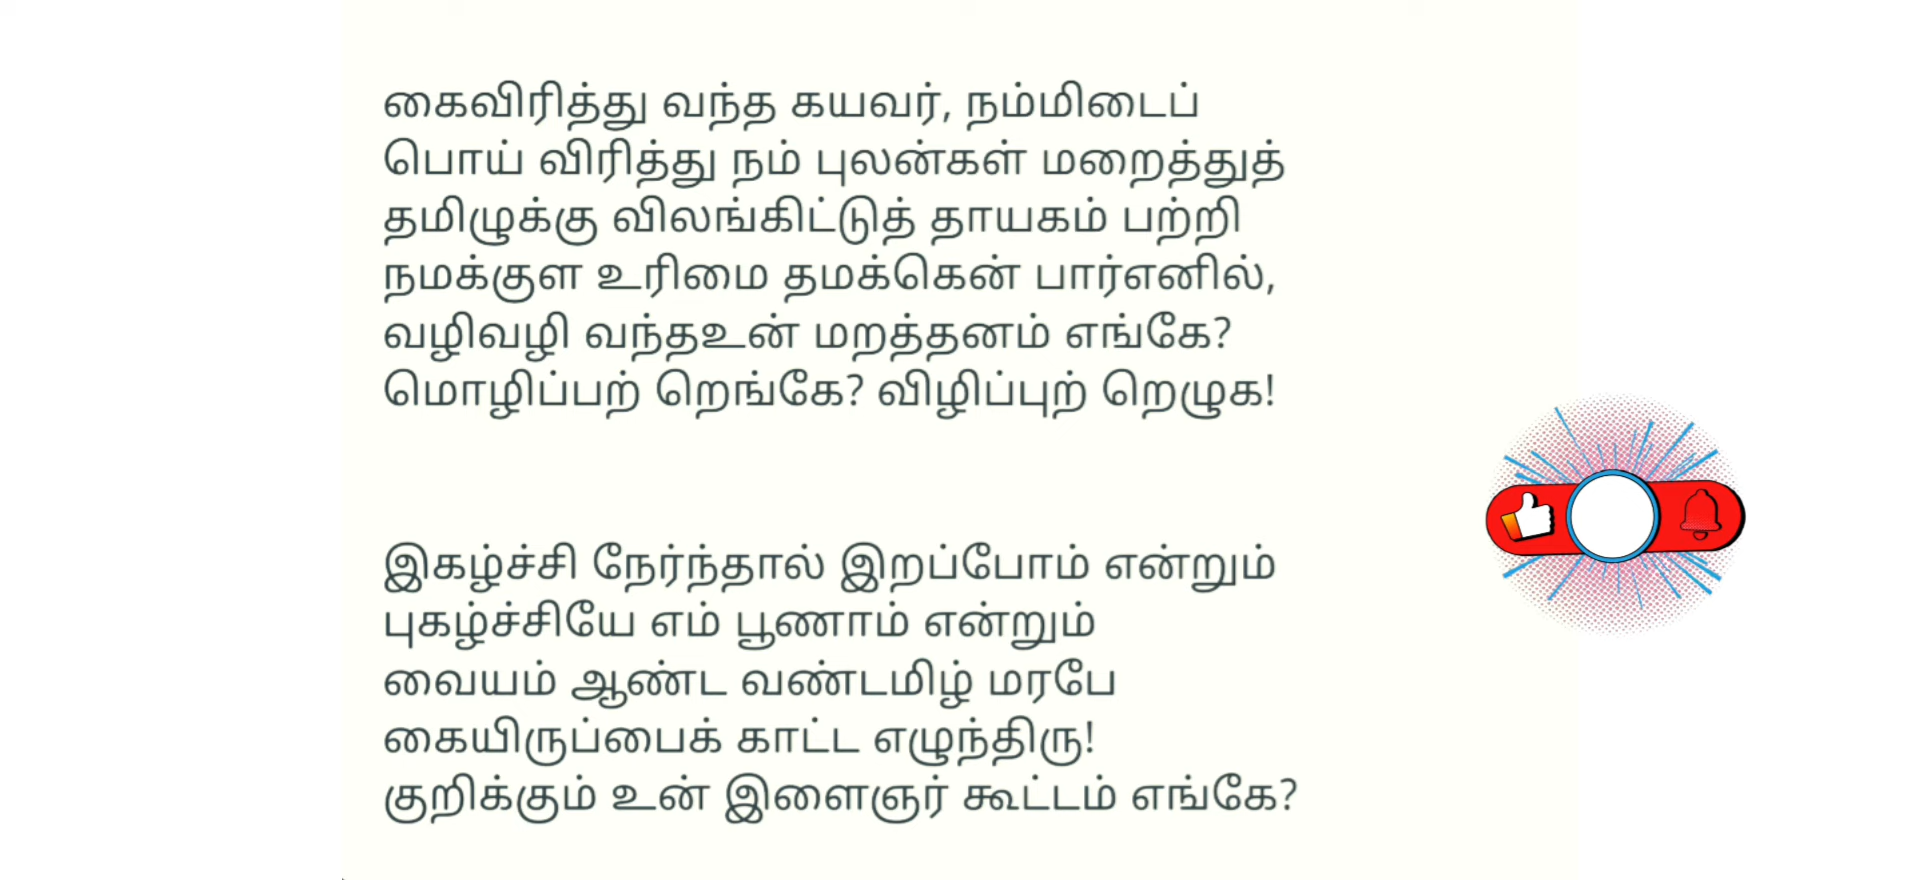 கைவிரித்து வந்த கயவர், நம்மிடைப்
பொய் விரித்து நம் புலன்கள் மறைத்துத்
தமிழுக்கு விலங்கிட்டுத் தாயகம் பற்றி
நமக்குள உரிமை தமக்கென் பார்எனில்,
வழிவழி வந்தஉன் மறத்தனம் எங்கே?
மொழிப்பற் றெங்கே? விழிப்புற் றெழுக!
இகழ்ச்சி நேர்ந்தால் இறப்போம் என்றும்
புகழ்ச்சியே எம் பூணாம் என்றும்
வையம் ஆண்ட வண்டமிழ் மரபே
கையிருப்பைக் காட்ட எழுந்திரு!
குறிக்கும் உன் இளைஞர் கூட்டம் எங்கே?